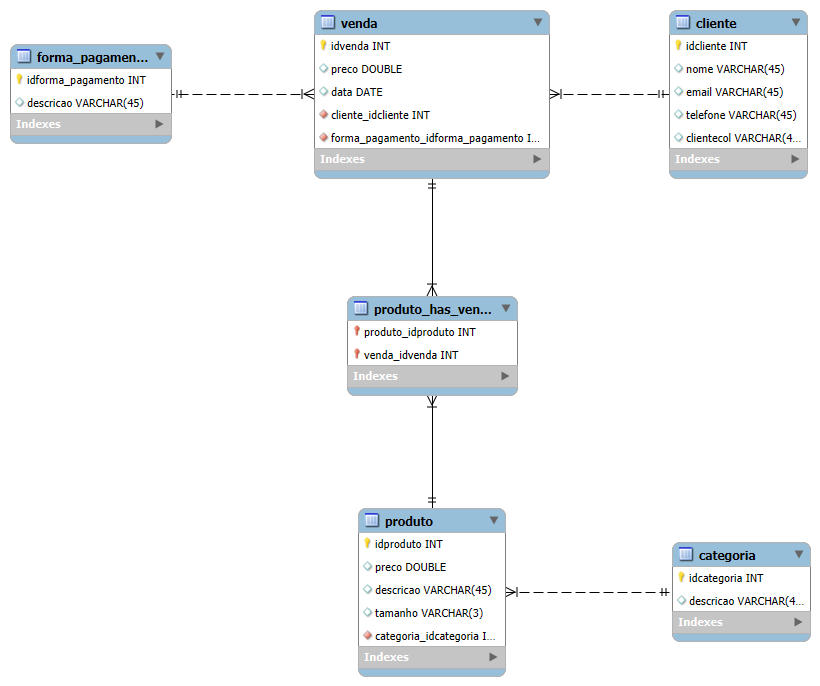 forma_pagamen...
idforma_pagamento INT
descricao VARCHAR(45)
Indexes
venda
idvenda INT
preco DOUBLE
data DATE
cliente_idcliente INT
forma_pagamento_idforma_pagamento I...
Indexes
cliente
idcliente INT
nome VARCHAR(45)
email VARCHAR(45)
telefone VARCHAR(45)
clientecol VARCHAR(4...
Indexes
produto_has_ven...
produto_idproduto INT
venda_idvenda INT
Indexes
produto
idproduto INT
preco DOUBLE
descricao VARCHAR(45)
tamanho VARCHAR(3)
categoria_idcategoria I...
Indexes
categoria
idcategoria INT
descricao VARCHAR(4...
Indexes